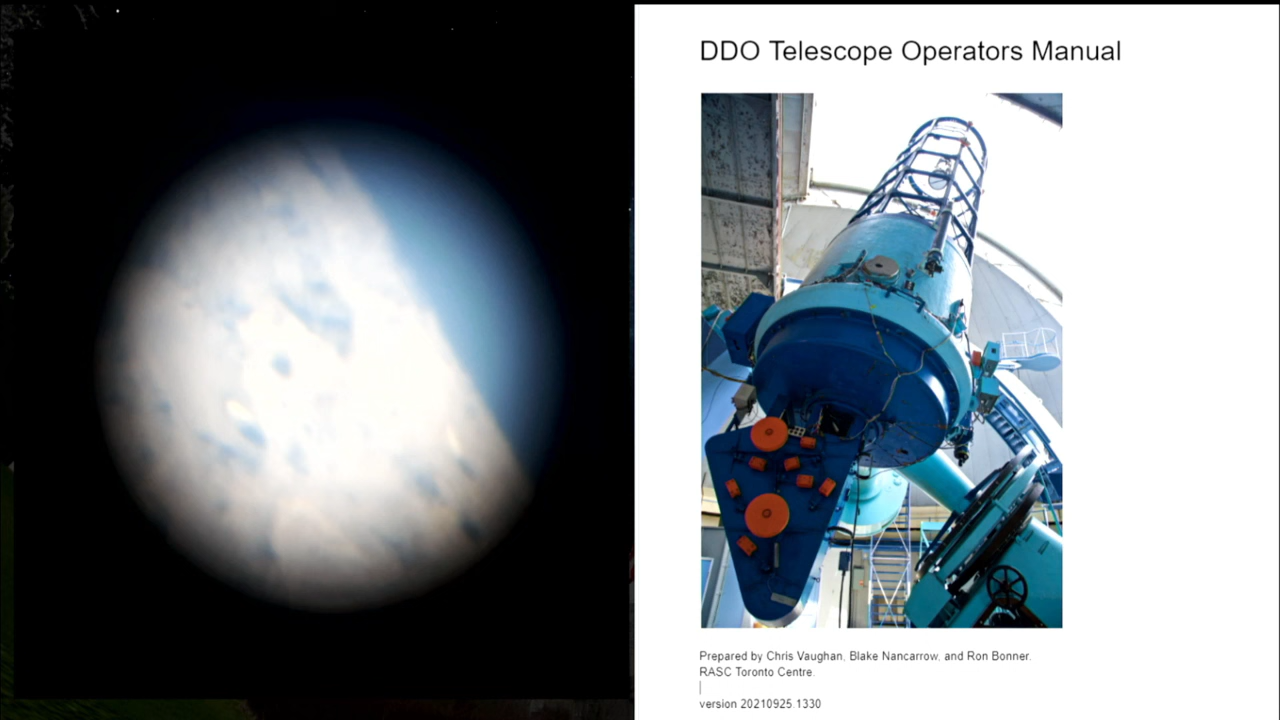 DDO Telescope Operators Manual
Prepared by Chris Vaughan, Blake Nancarrow, and Ron Bonner.
RASC Toronto Centre.
version 20210925.1330